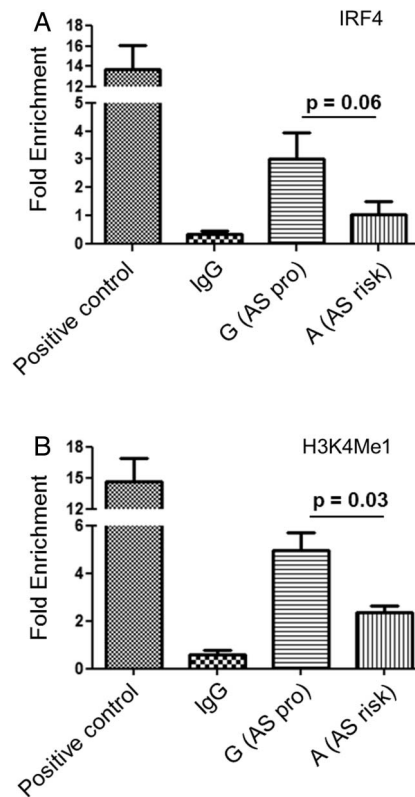 A
IRF4
18
16
14
12
5
4
3
2
1
0
Fold Enrichment
p = 0.06
Positive control
IgG
G (AS pro)
A (AS risk)
B
H3K4Me1
18
15
12
6
4
2
0
Fold Enrichment
p = 0.03
Positive control
IgG
G (AS pro)
A (AS risk)